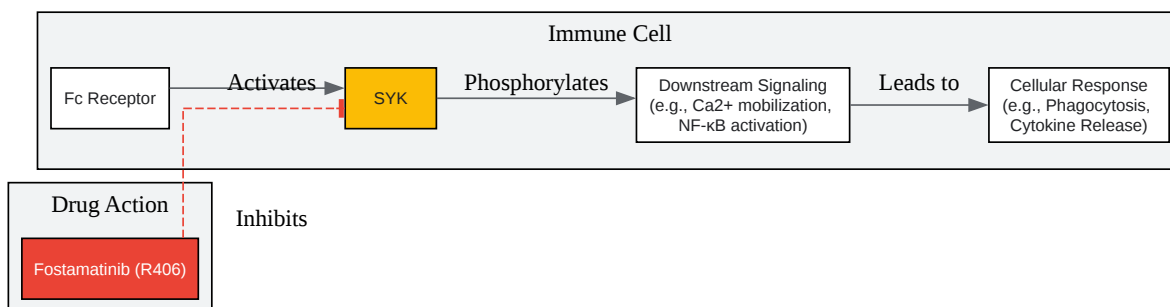 Immune Cell
Fc Receptor
Activates
SYK
Phosphorylates
Downstream Signaling
(e.g., Ca2+ mobilization,
NF-κB activation)
Leads to
Cellular Response
(e.g., Phagocytosis,
Cytokine Release)
Drug Action
Inhibits
Fostamatinib (R406)